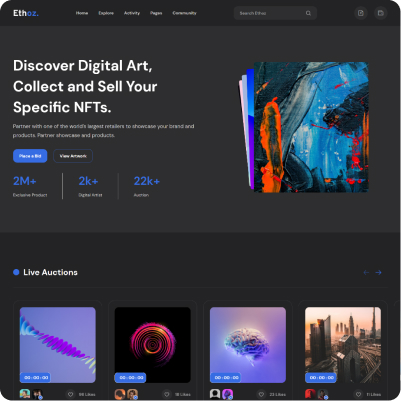 Ethoz.
Home Explore Activity Pages Community
Search Ethoz
Discover Digital Art,
Collect and Sell Your
Specific NFTs.
Partner with one of the world's largest retailers to showcase your brand and
products. Partner showcase and products.
Place a Bid View Artwork
2M+ 2k+ 22k+
Exclusive Product Digital Artist Auction
Live Auctions
00 : 00 : 00 00 : 00 : 00 00 : 00 : 00 00 : 00 : 00
Likes Likes 23 Likes 11 Likes